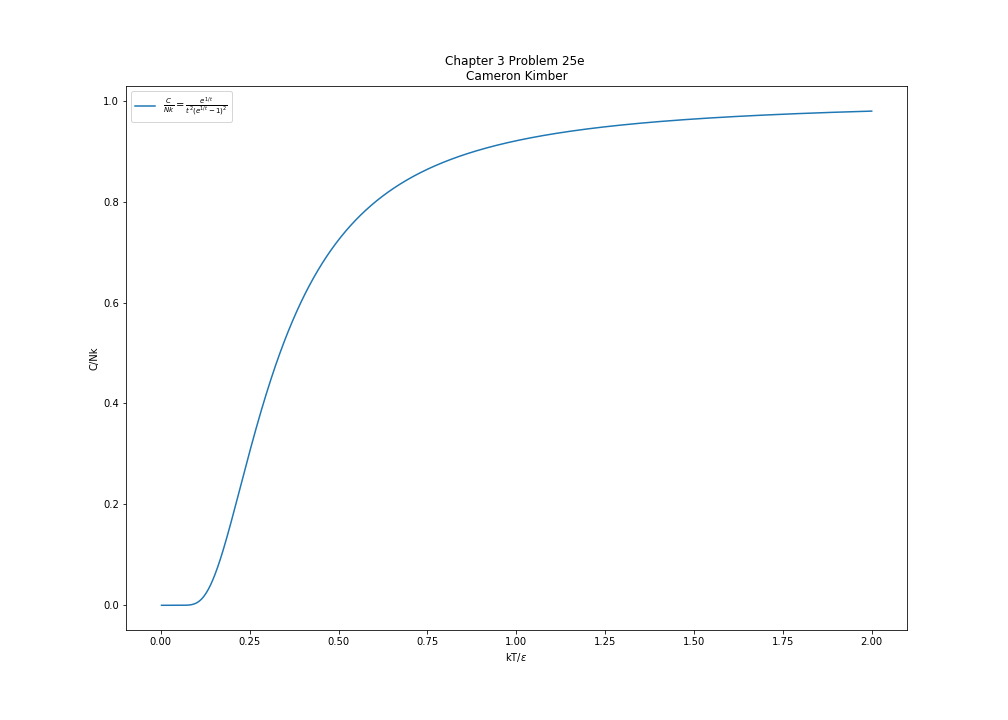 Chapter 3 Problem 25e
Cameron Kimber
C/Nk = e^{1/t}/t^2(e^{1/t} − 1)^2
1.0
0.8
0.6
0.4
0.2
0.0
C/Nk
0.00 0.25 0.50 0.75 1.00 1.25 1.50 1.75 2.00
kT/ε